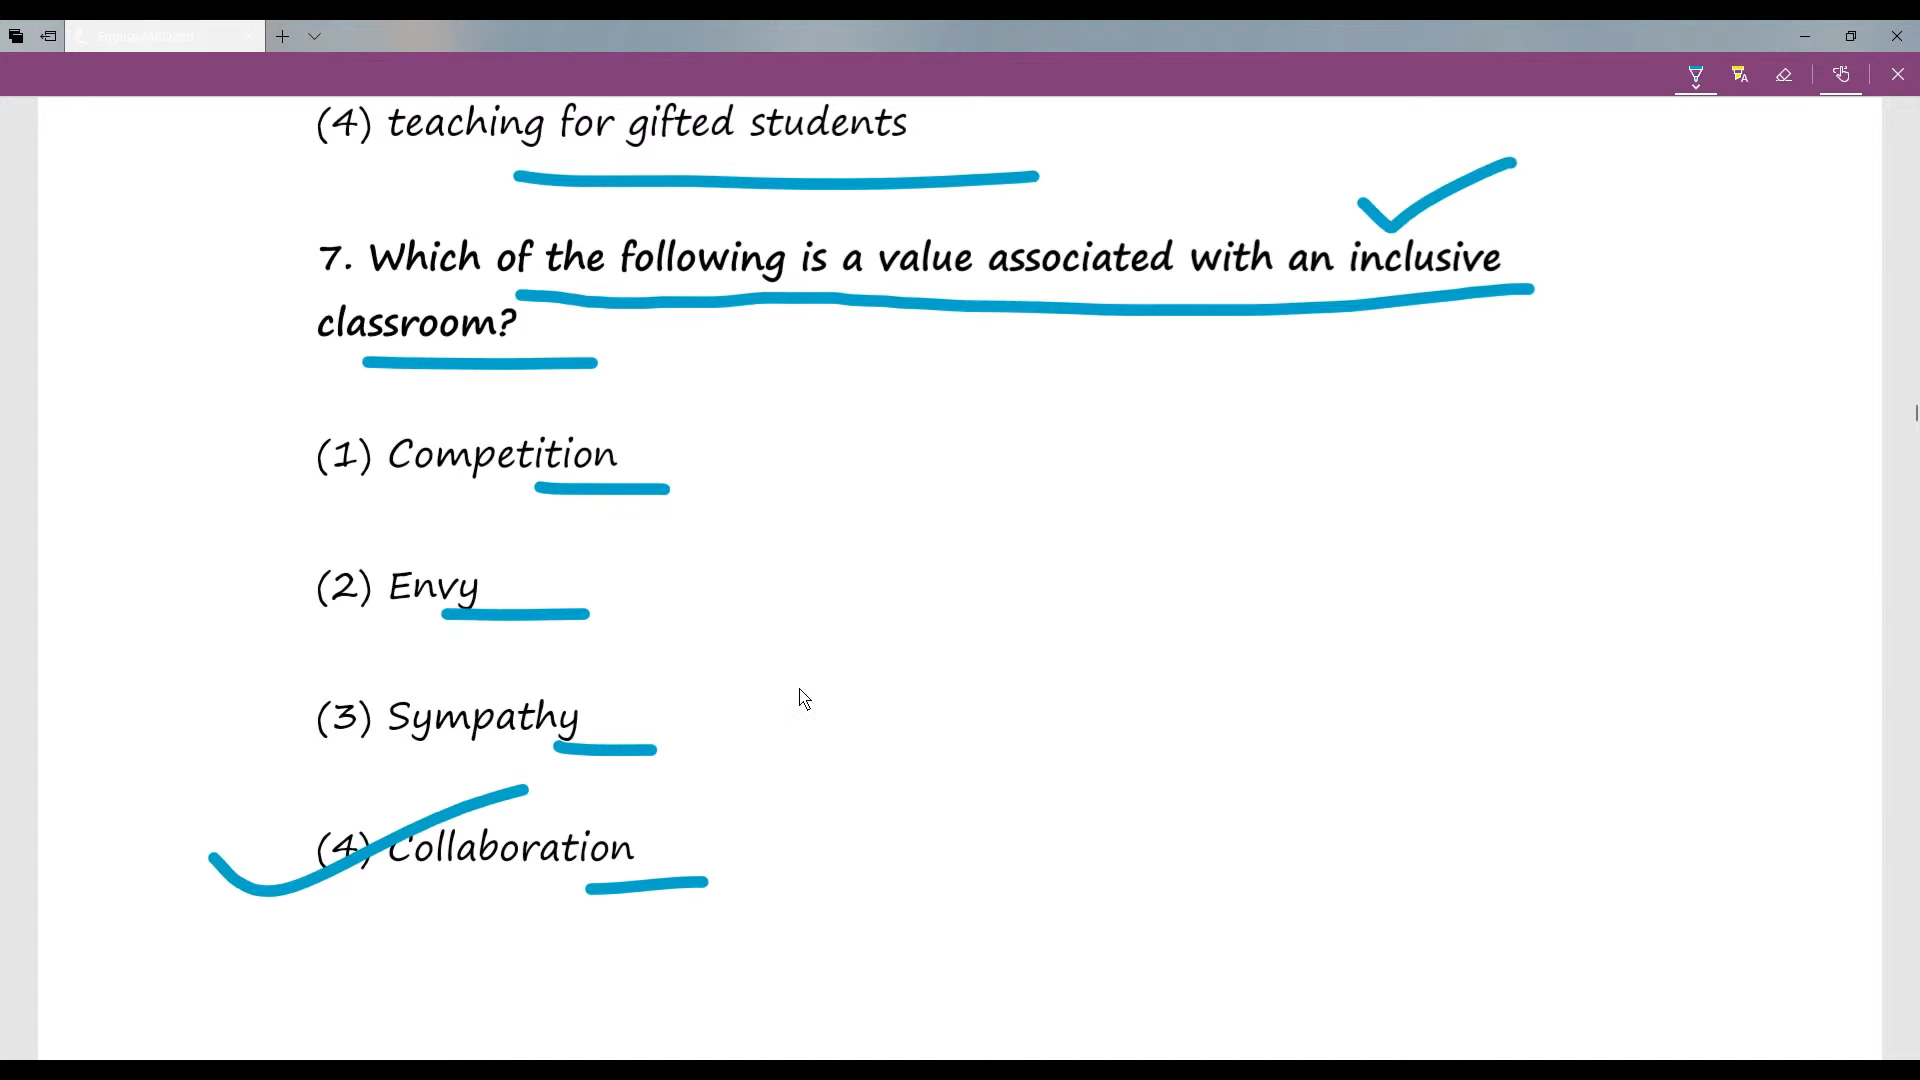 (4) teaching for gifted students
7. Which of the following is a value associated with an inclusive
classroom?
(1) Competition
(2) Envy
(3) Sympathy
(4) Collaboration